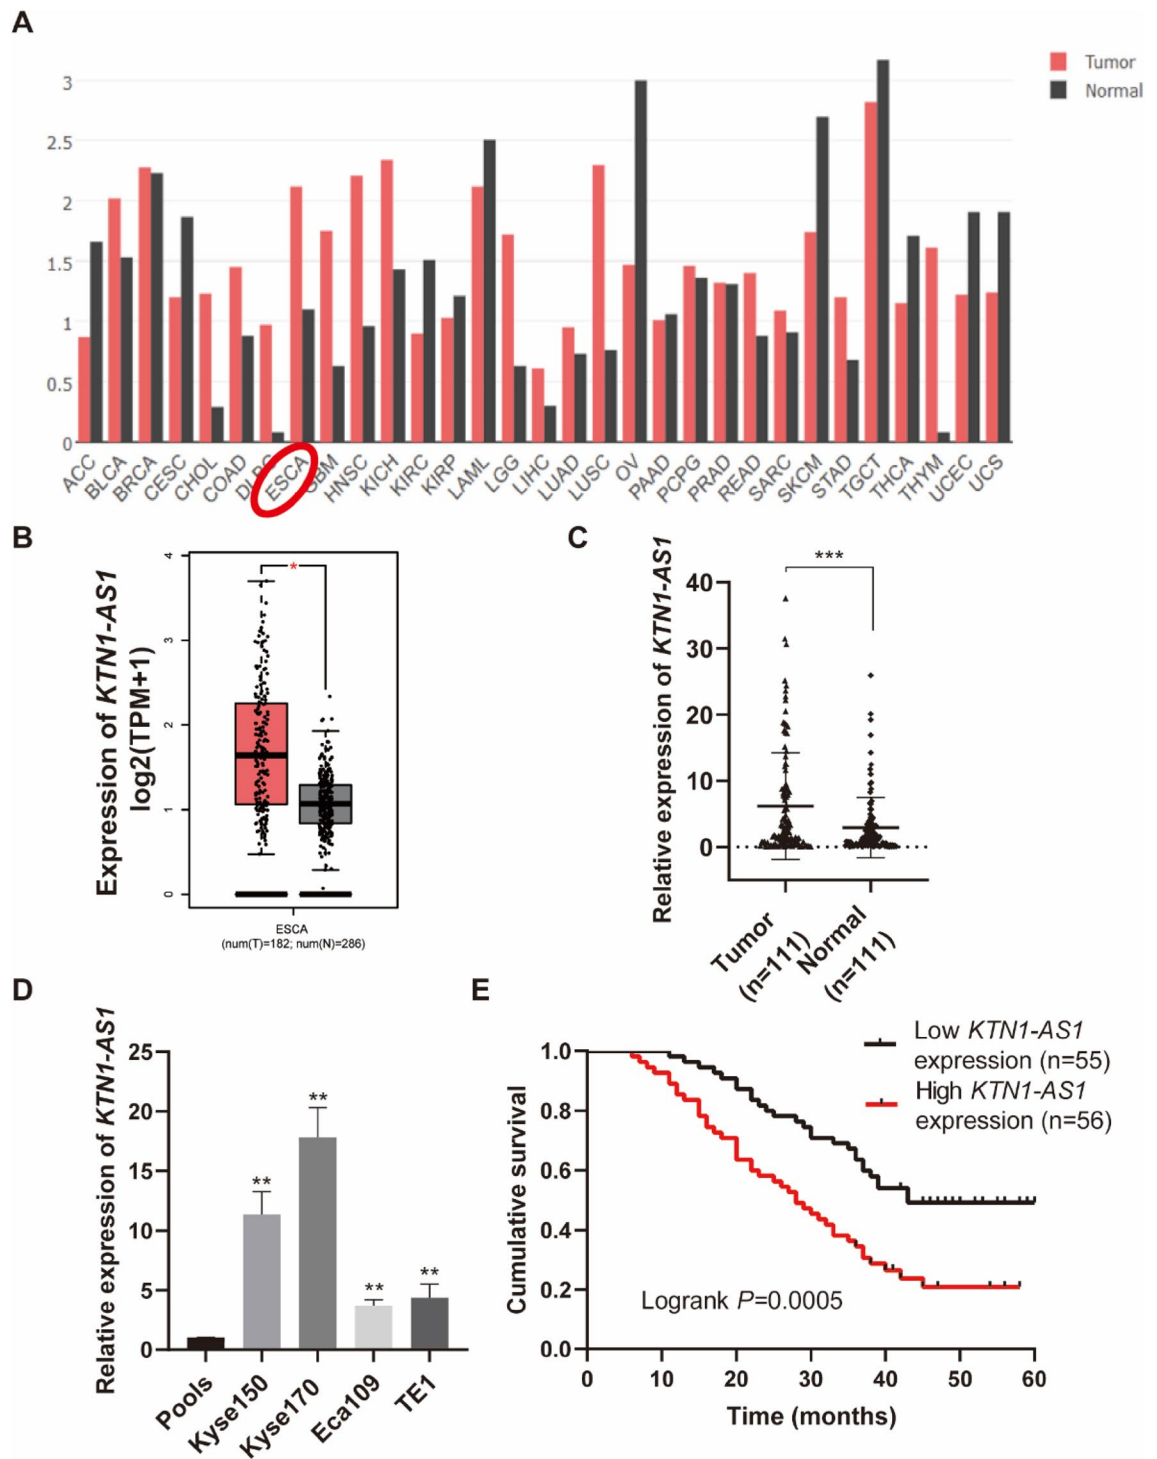 A
Tumor
Normal
3
2.5
2
1.5
1
0.5
0
ACC
BLCA
BRCA
CESC
CHOL
COAD
ESCA
GBM
HNSC
KICH
KIRC
KIRP
LAML
LGG
LIHC
LUAD
LUSC
OV
PAAD
PCPG
PRAD
READ
SARC
SKCM
STAD
TGCT
THCA
THYM
UCEC
UCS
B
Expression of KTN1-AS1
log2(TPM+1)
4
3
2
1
0
*
ESCA
(num(T)=182; num(N)=286)
C
Relative expression of KTN1-AS1
***
40
30
20
10
0
Tumor
(n=111)
Normal
(n=111)
D
Relative expression of KTN1-AS1
25
20
15
10
5
0
**
**
**
**
Pools
Kyse150
Kyse170
Eca109
TE1
E
Low KTN1-AS1
expression (n=55)
High KTN1-AS1
expression (n=56)
Cumulative survival
1.0
0.8
0.6
0.4
0.2
0.0
Logrank P=0.0005
0 10 20 30 40 50 60
Time (months)